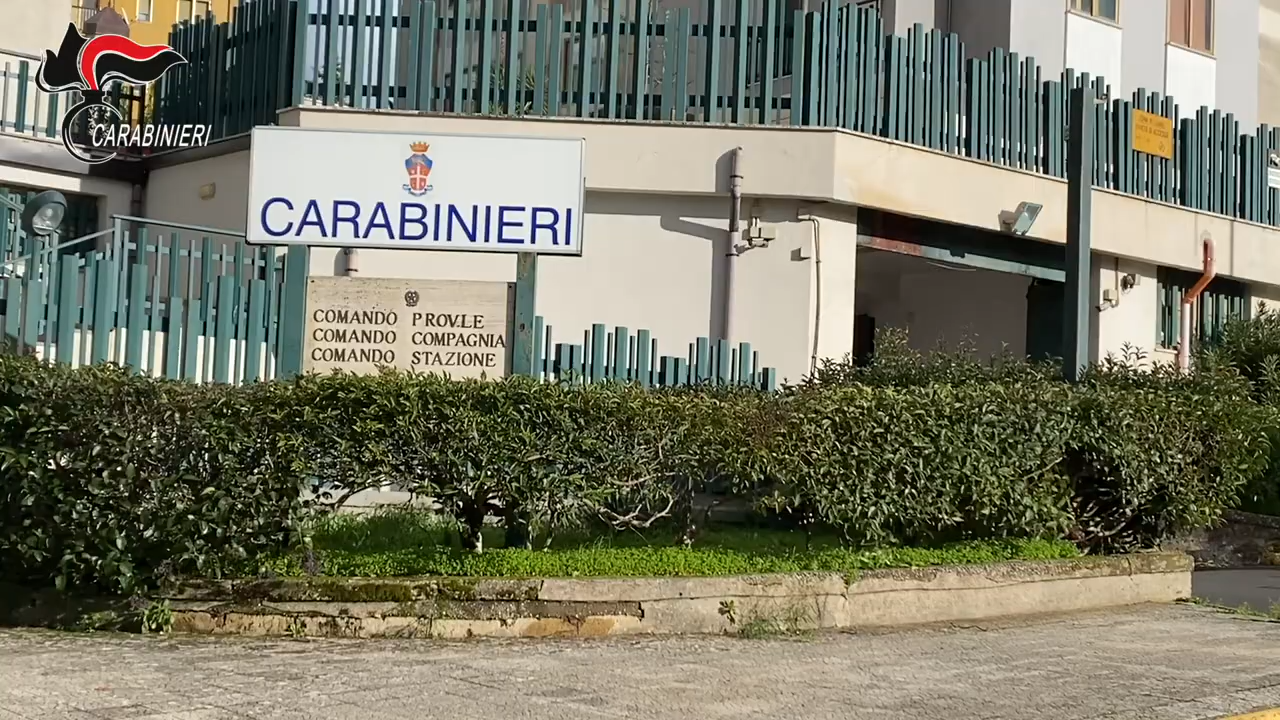 CARABINIERI
CARABINIERI
COMANDO PROV.LE
COMANDO COMPAGNIA
COMANDO STAZIONE